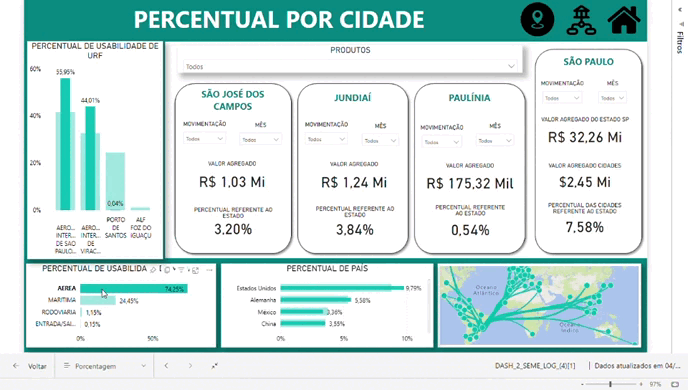 PERCENTUAL POR CIDADE
Filtros
PERCENTUAL DE USABILIDADE DE URF
60%
40%
20%
0%
55,95%
44,01%
0,04%
AERO... INTER... DE SAO PAULO...
AERO... INTER... DE VIRAC...
PORTO DE SANTOS
ALF FOZ DO IGUAÇU
PRODUTOS
Todos
SÃO JOSÉ DOS CAMPOS
MOVIMENTAÇÃO
MÊS
Todos
Todos
VALOR AGREGADO
R$ 1,03 Mi
PERCENTUAL REFERENTE AO ESTADO
3,20%
JUNDIAÍ
MOVIMENTAÇÃO
MÊS
Todos
Todos
VALOR AGREGADO
R$ 1,24 Mi
PERCENTUAL REFERENTE AO ESTADO
3,84%
PAULÍNIA
MOVIMENTAÇÃO
MÊS
Todos
Todos
VALOR AGREGADO
R$ 175,32 Mil
PERCENTUAL REFERENTE AO ESTADO
0,54%
SÃO PAULO
MOVIMENTAÇÃO
MÊS
Todos
Todos
VALOR AGREGADO DO ESTADO SP
R$ 32,26 Mi
VALOR AGREGADO CIDADES
$2,45 Mi
PERCENTUAL DAS CIDADES REFERENTE AO ESTADO
7,58%
PERCENTUAL DE USABILIDA
AEREA
74,25%
MARITIMA
24,45%
RODOVIARIA
1,15%
ENTRADA/SAI...
0,15%
0%
50%
PERCENTUAL DE PAÍS
Estados Unidos
9,79%
Alemanha
5,58%
México
3,36%
China
3,55%
0%
5%
10%
Oceano Atlântico
Oceano Índico
Voltar
Porcentagem
DASH_2_SEME_LOG_(4)[1]
Dados atualizados em 04/...
97%